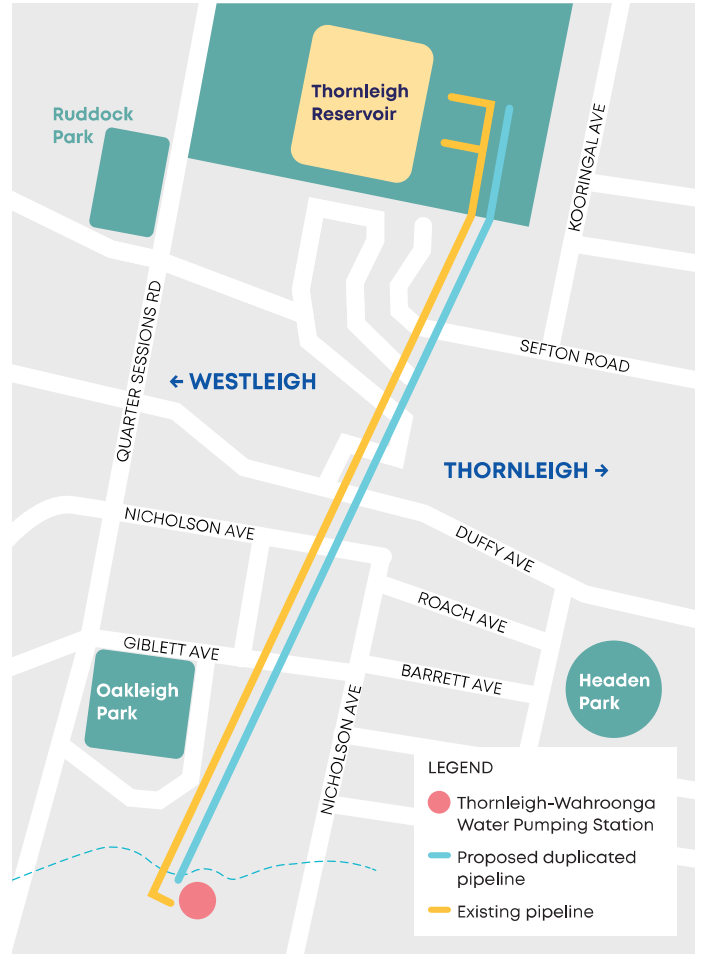 Thornleigh
Reservoir
Ruddock
Park
KOORINGAL AVE
QUARTER SESSIONS RD
SEFTON ROAD
← WESTLEIGH
THORNLEIGH →
NICHOLSON AVE
DUFFY AVE
ROACH AVE
GIBLETT AVE
BARRETT AVE
Oakleigh
Park
Headen
Park
NICHOLSON AVE
LEGEND
Thornleigh-Wahroonga
Water Pumping Station
Proposed duplicated
pipeline
Existing pipeline